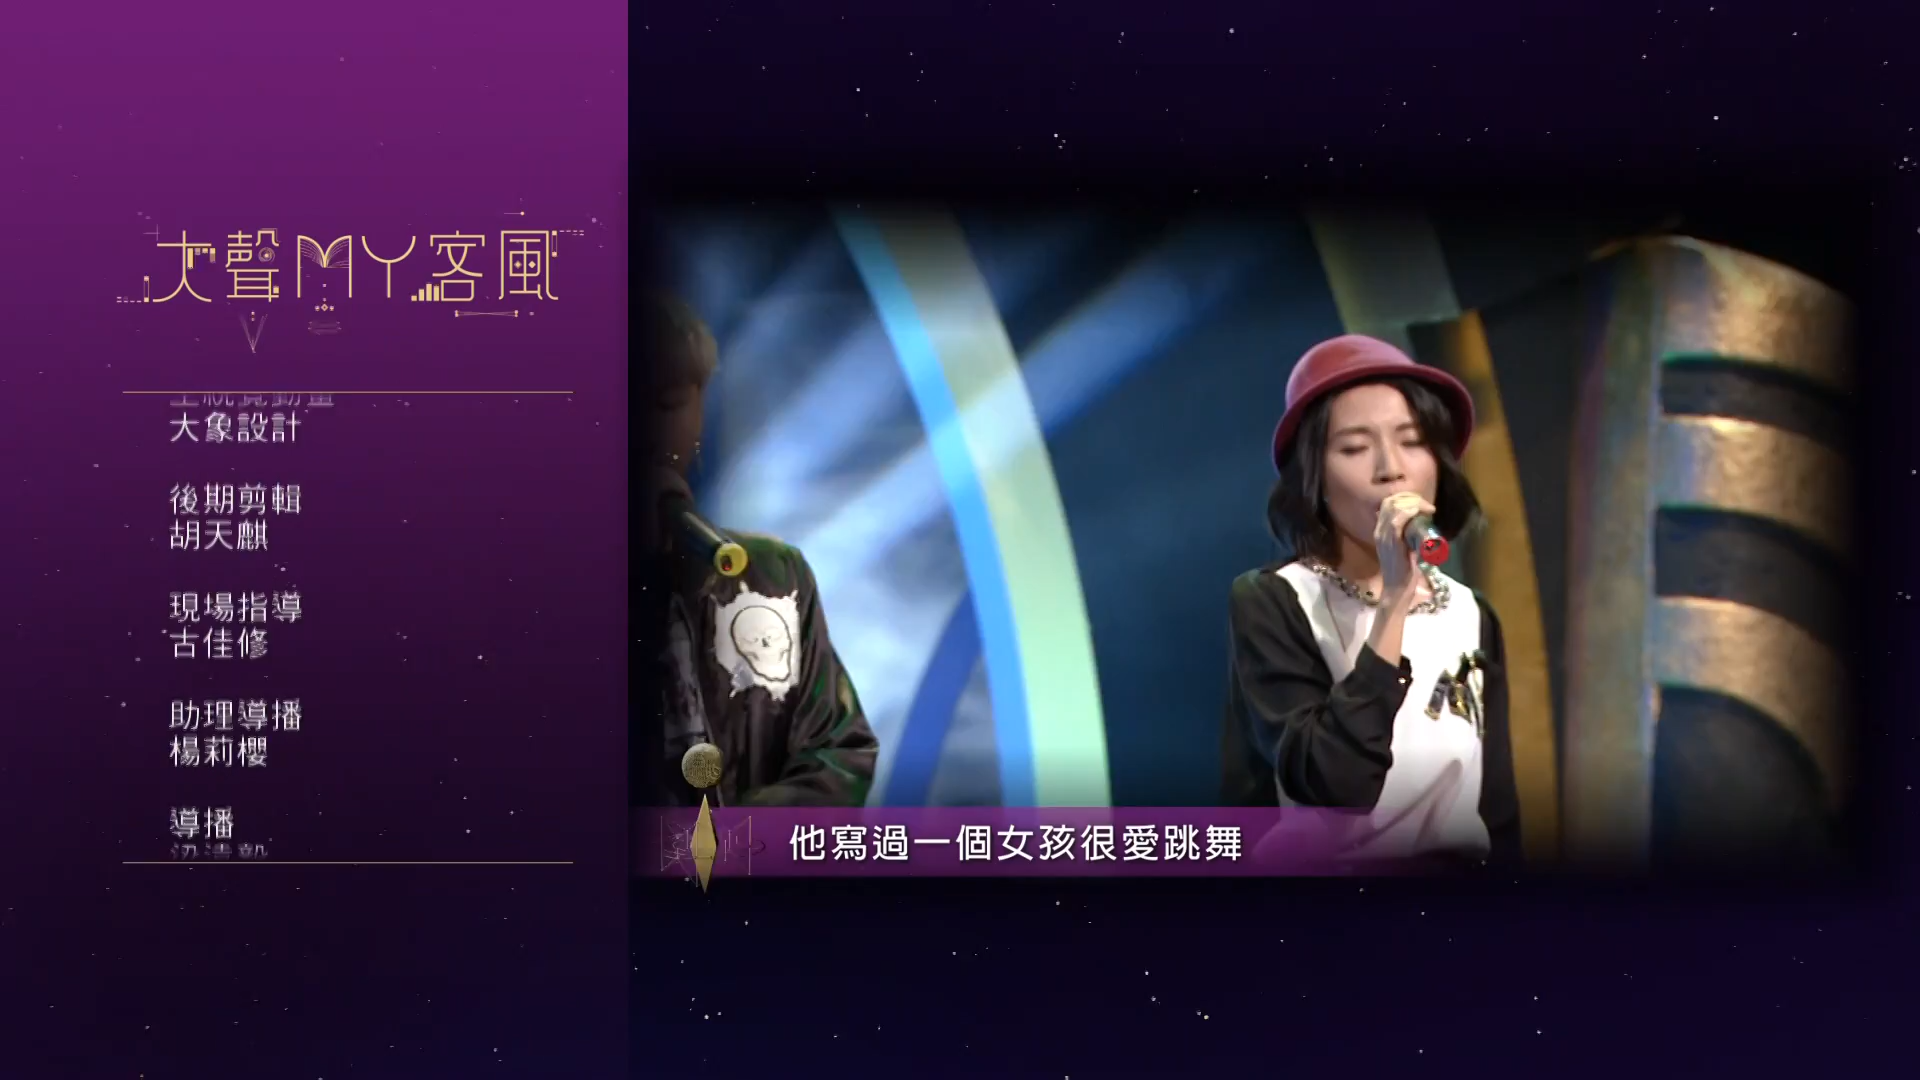 大聲MY客風
大象設計
後期剪輯
胡天麒
現場指導
古佳修
助理導播
楊莉櫻
導播
他寫過一個女孩很愛跳舞